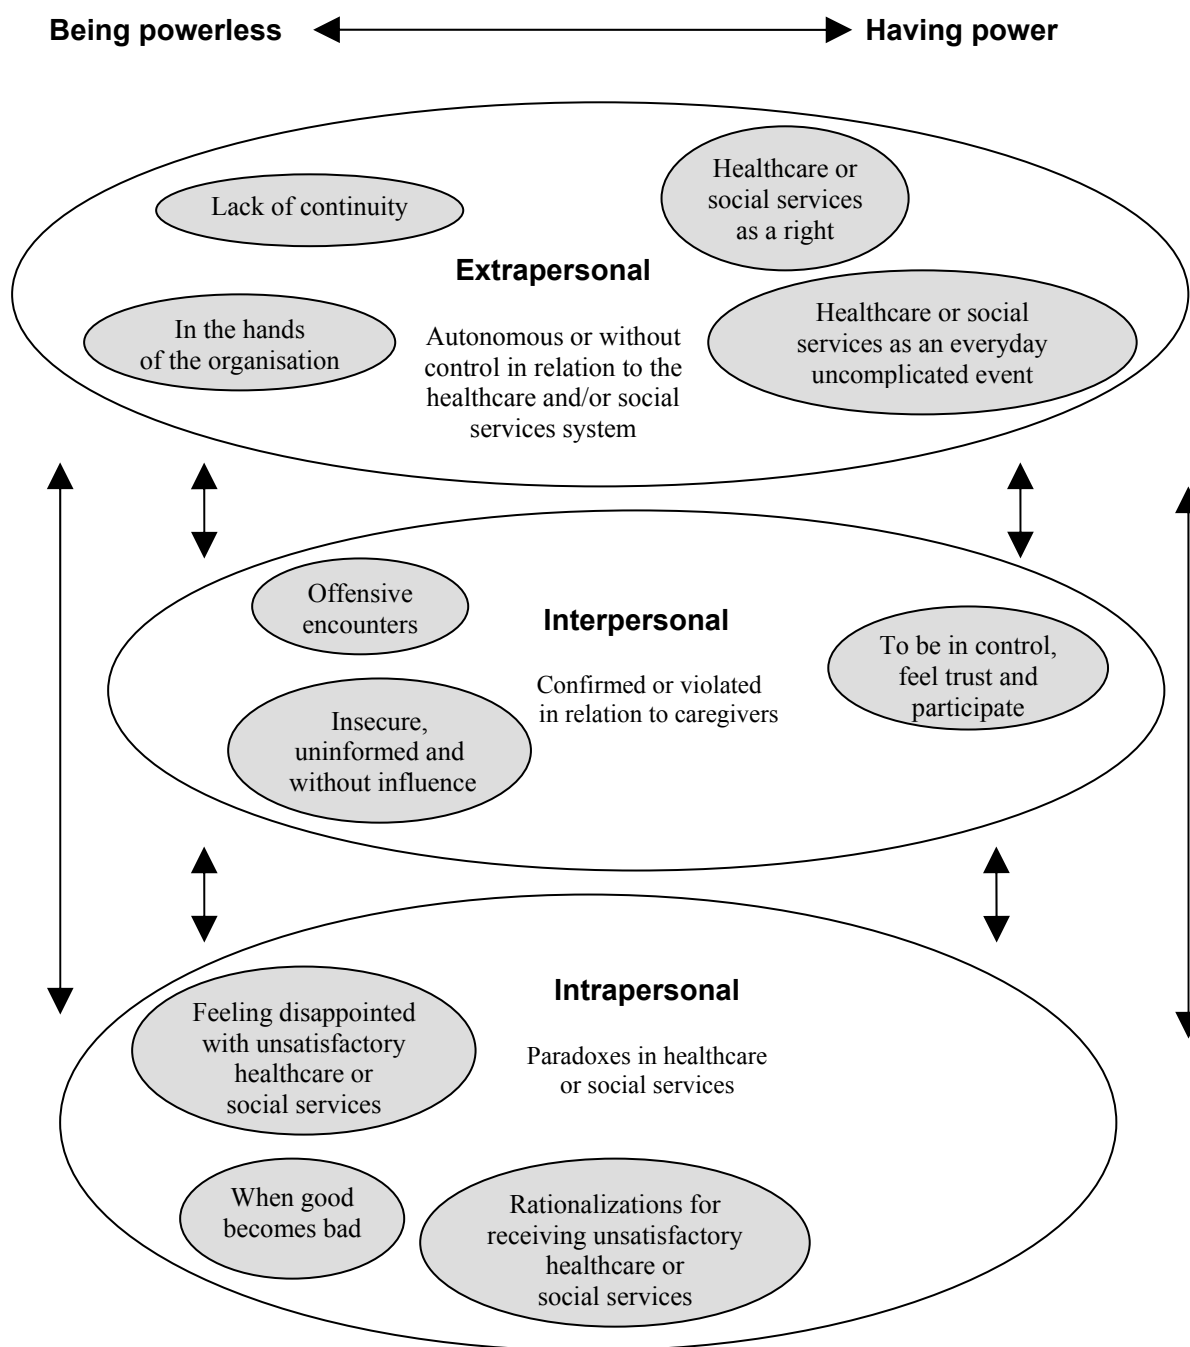 Being powerless
Having power
Lack of continuity
Healthcare or
social services
as a right
Extrapersonal
In the hands
of the organisation
Autonomous or without
control in relation to the
healthcare and/or social
services system
Healthcare or social
services as an everyday
uncomplicated event
Offensive
encounters
Interpersonal
Confirmed or violated
in relation to caregivers
To be in control,
feel trust and
participate
Insecure,
uninformed and
without influence
Intrapersonal
Feeling disappointed
with unsatisfactory
healthcare or
social services
Paradoxes in healthcare
or social services
When good
becomes bad
Rationalizations for
receiving unsatisfactory
healthcare or
social services